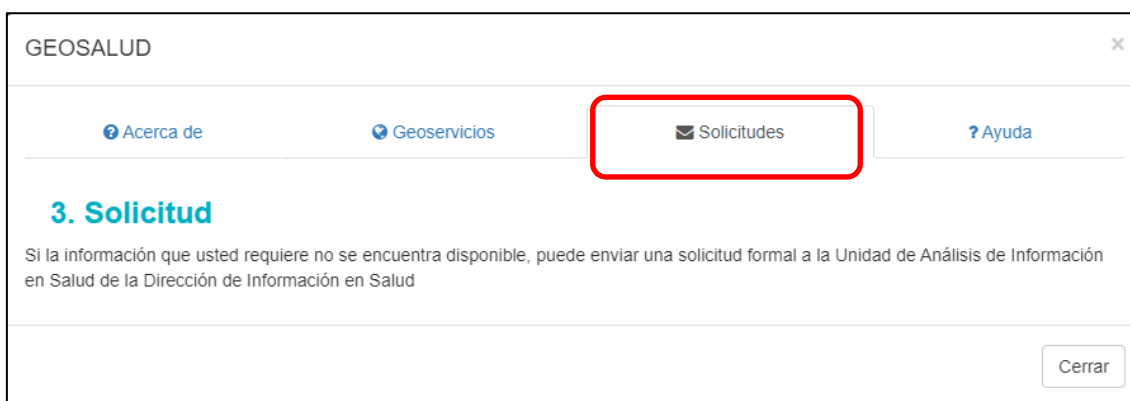 GEOSALUD
×
Acerca de
Geoservicios
Solicitudes
? Ayuda
3. Solicitud
Si la información que usted requiere no se encuentra disponible, puede enviar una solicitud formal a la Unidad de Análisis de Información
en Salud de la Dirección de Información en Salud
Cerrar